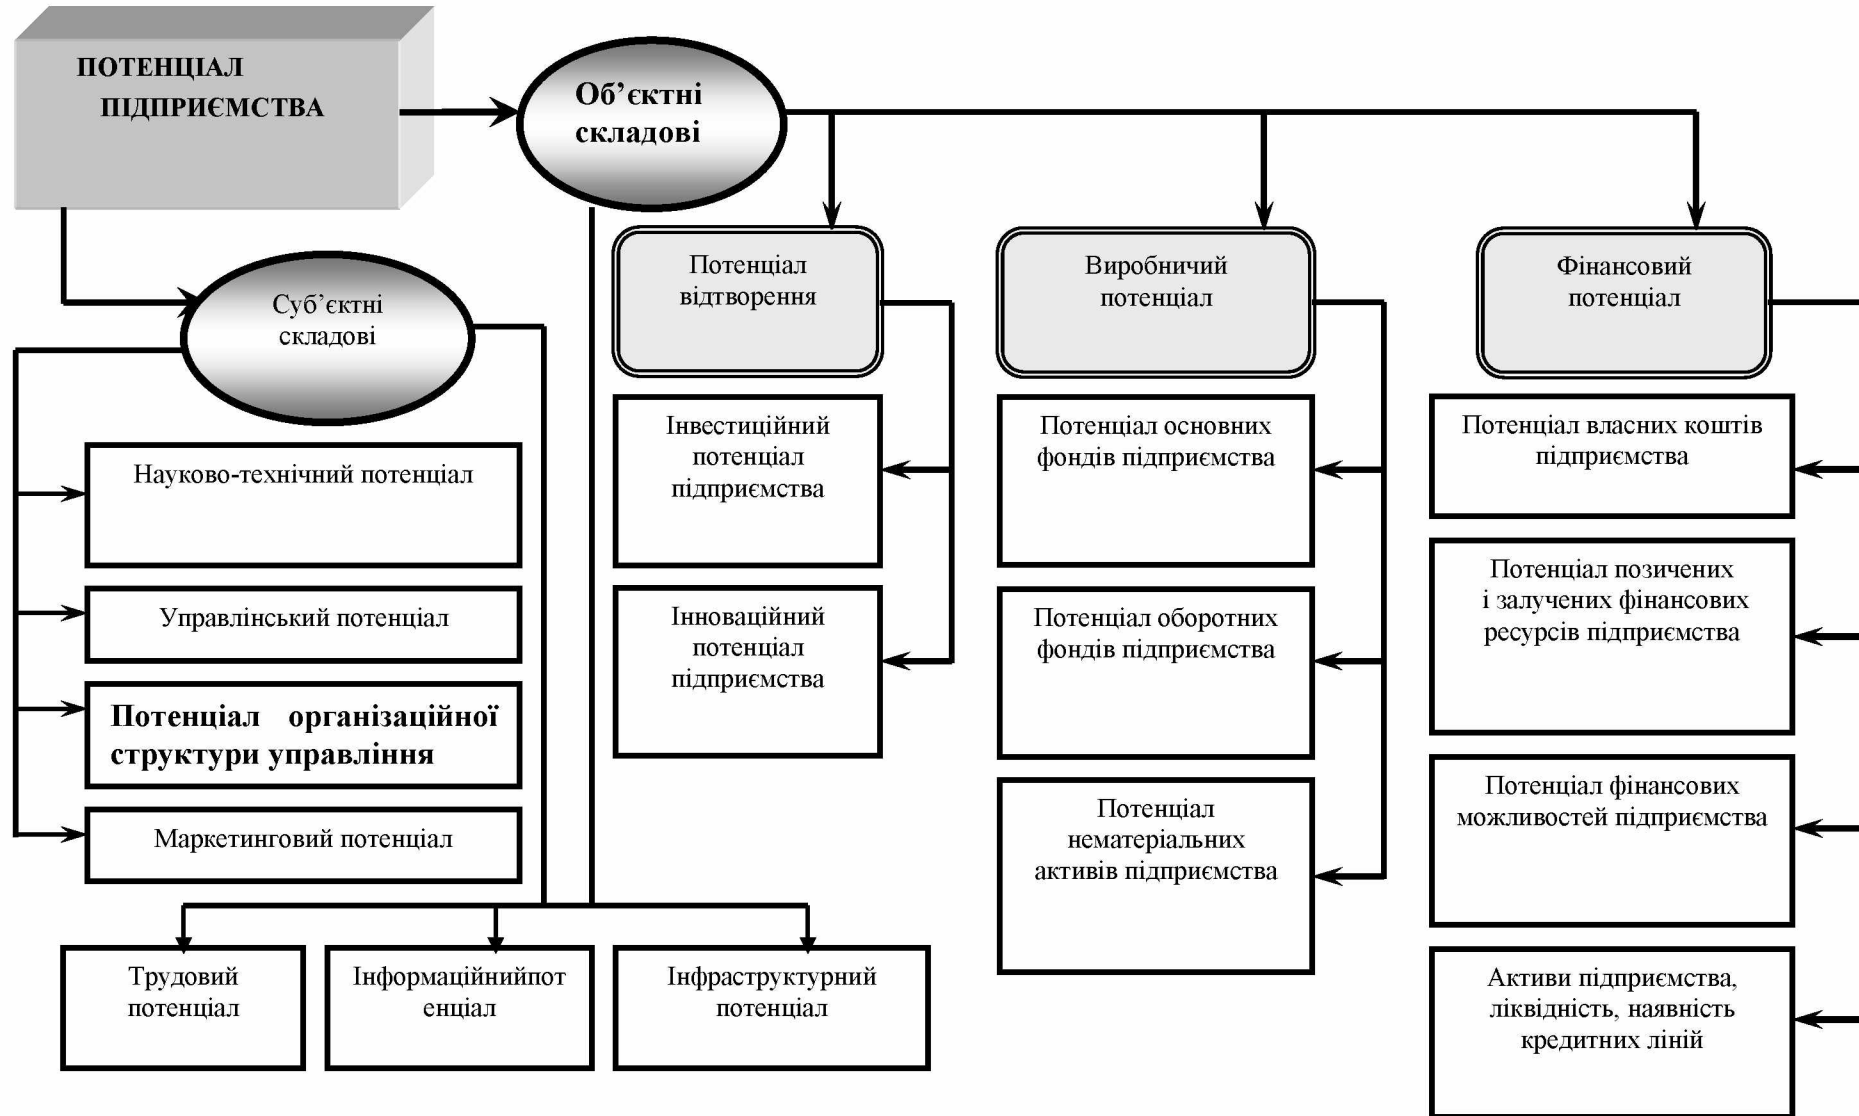 ПОТЕНЦІАЛ
ПІДПРИЄМСТВА
Об’єктні
складові
Суб’єктні
складові
Потенціал
відтворення
Виробничий
потенціал
Фінансовий
потенціал
Науково-технічний потенціал
Управлінський потенціал
Потенціал організаційної
структури управління
Маркетинговий потенціал
Інвестиційний
потенціал
підприємства
Інноваційний
потенціал
підприємства
Потенціал основних
фондів підприємства
Потенціал оборотних
фондів підприємства
Потенціал
нематеріальних
активів підприємства
Потенціал власних коштів
підприємства
Потенціал позичених
і залучених фінансових
ресурсів підприємства
Потенціал фінансових
можливостей підприємства
Активи підприємства,
ліквідність, наявність
кредитних ліній
Трудовий
потенціал
Інформаційнийпот
енціал
Інфраструктурний
потенціал